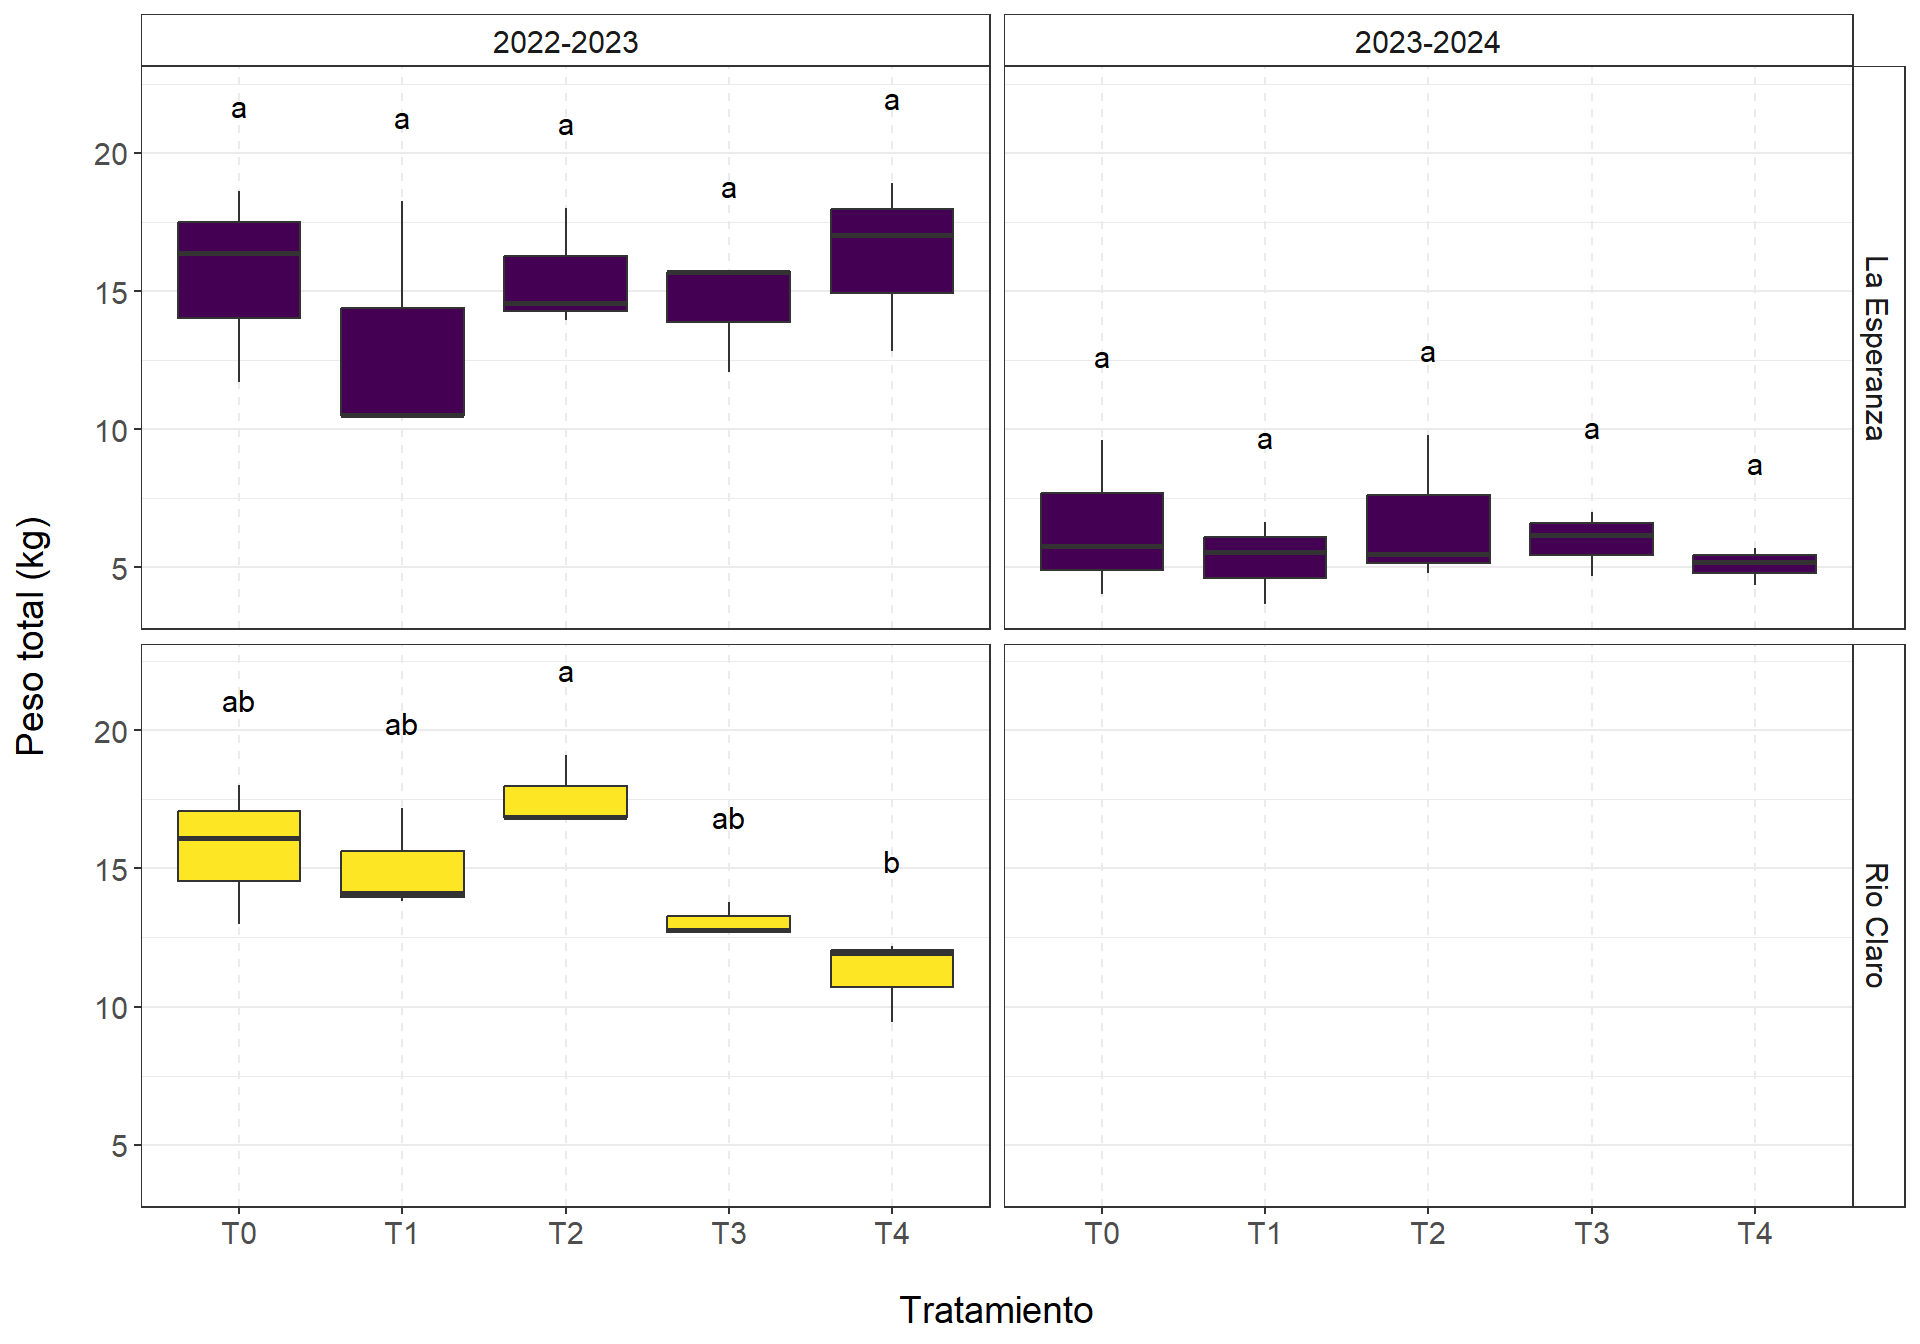 2022-2023
2023-2024
a
a
a
a
a
20
15
10
5
a
a
a
a
a
La Esperanza
Peso total (kg)
ab
ab
a
ab
b
20
15
10
5
Rio Claro
T0
T1
T2
T3
T4
T0
T1
T2
T3
T4
Tratamiento